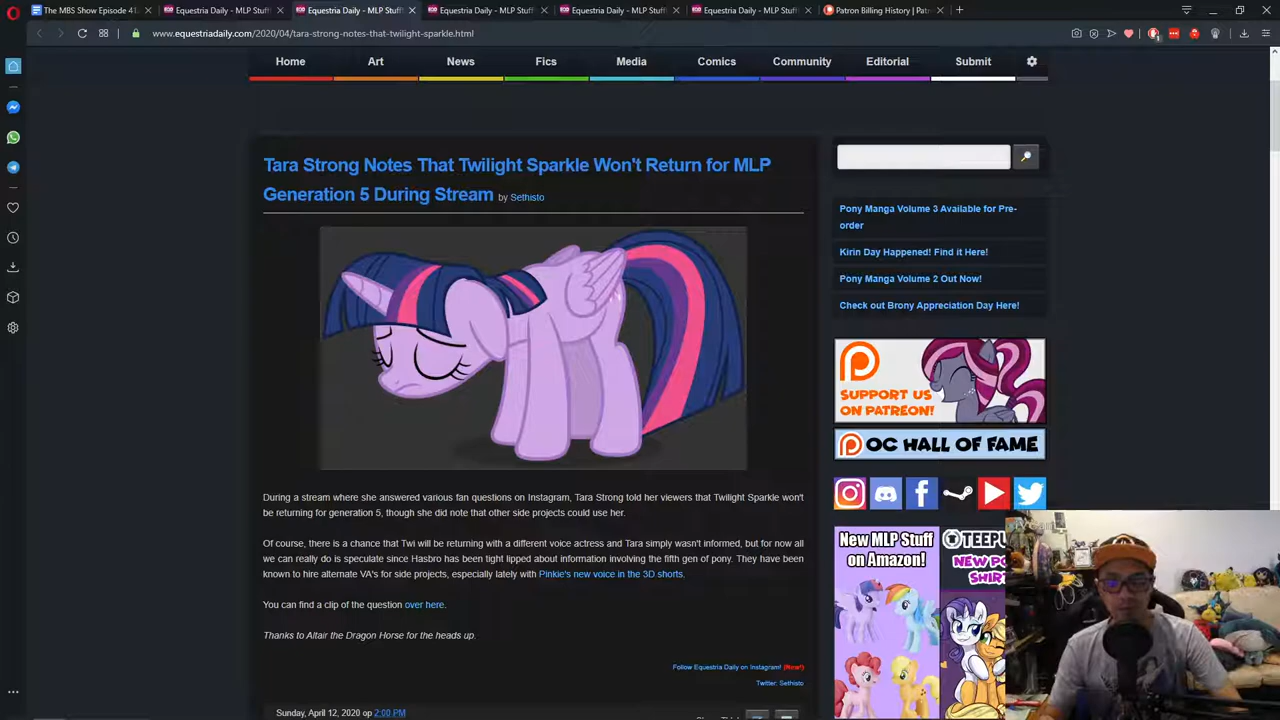 The MBS Show Episode 4
Equestria Daily - MLP Stuff!
Equestria Daily - MLP Stuff!
Equestria Daily - MLP Stuff!
Equestria Daily - MLP Stuff!
Equestria Daily - MLP Stuff!
Patron Billing History | Pat
www.equestriadaily.com/2020/04/tara-strong-notes-that-twilight-sparkle.html
Home Art News Fics Media Comics Community Editorial Submit
Tara Strong Notes That Twilight Sparkle Won't Return for MLP
Generation 5 During Stream by Sethisto
Pony Manga Volume 3 Available for Pre-
order
Kirin Day Happened! Find it Here!
Pony Manga Volume 2 Out Now!
Check out Brony Appreciation Day Here!
SUPPORT US
ON PATREON!
OC HALL OF FAME
During a stream where she answered various fan questions on Instagram, Tara Strong told her viewers that Twilight Sparkle won't
be returning for generation 5, though she did note that other side projects could use her.
Of course, there is a chance that Twi will be returning with a different voice actress and Tara simply wasn't informed, but for now all
we can really do is speculate since Hasbro has been tight lipped about information involving the fifth gen of pony. They have been
known to hire alternate VA's for side projects, especially lately with Pinkie's new voice in the 3D shorts.
You can find a clip of the question over here.
Thanks to Altair the Dragon Horse for the heads up.
Follow Equestria Daily on Instagram! (New!)
Twitter: Sethisto
Sunday, April 12, 2020 op 2:00 PM
New MLP Stuff
on Amazon!
TEEPU
NEW PO
SHIRT